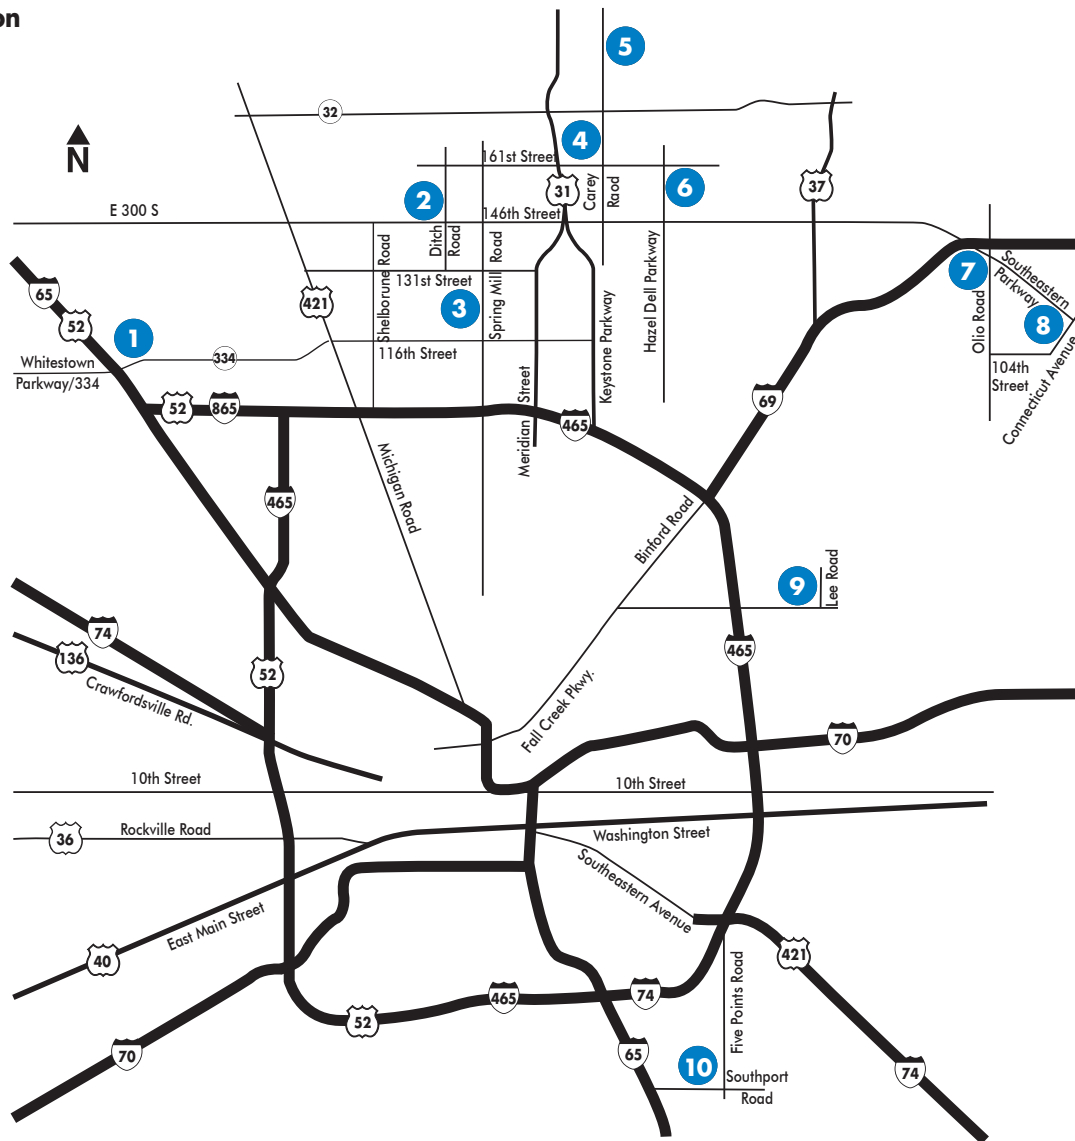 on
5
32
4
N
161st Street
2
31
Carey
Raod
6
37
E 300 S
146th Street
Ditch
Road
Shelborune Road
Spring Mill Road
131st Street
65
52
421
3
Hazel Dell Parkway
Keystone Parkway
7
Southeastern
Parkway
Olio Road
8
1
334
116th Street
Whitestown
Parkway/334
104th
Street
Connecticut Avenue
Meridian Street
52
865
465
69
Michigan Road
465
Binford Road
9
Lee Road
74
136
Crawfordsville Rd.
52
465
Fall Creek Pkwy.
70
10th Street
10th Street
36
Rockville Road
Washington Street
Southeastern Avenue
East Main Street
40
421
Five Points Road
465
74
52
70
65
10
Southport
Road
74